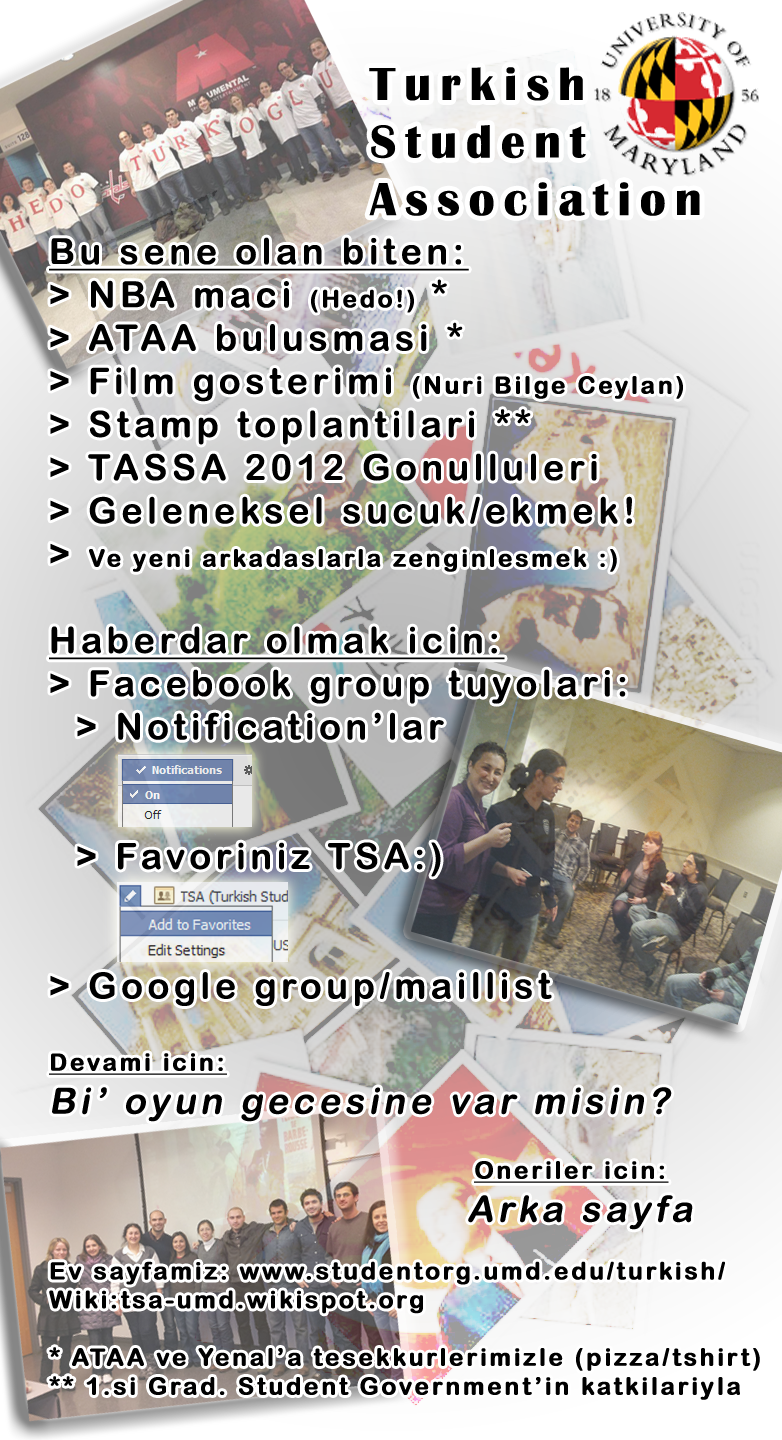 UNIVERSITY OF
18 56
MARYLAND
Turkish
Student
Association
MONUMENTAL
HEDO TURKOGLU
Bu sene olan biten:
> NBA maci (Hedo!) *
> ATAA bulusmasi *
> Film gosterimi (Nuri Bilge Ceylan)
> Stamp toplantilari **
> TASSA 2012 Gonulluleri
> Geleneksel sucuk/ekmek!
> Ve yeni arkadaslarla zenginlesmek :)
Haberdar olmak icin:
> Facebook group tuyolari:
> Notification’lar
✓ Notifications
✓ On
Off
> Favoriniz TSA:)
TSA (Turkish Stud
Add to Favorites
Edit Settings
> Google group/maillist
Devami icin:
Bi’ oyun gecesine var misin?
Oneriler icin:
Arka sayfa
Ev sayfamiz: www.studentorg.umd.edu/turkish/
Wiki:tsa-umd.wikispot.org
* ATAA ve Yenal’a tesekkurlerimizle (pizza/tshirt)
** 1.si Grad. Student Government’in katkilariyla